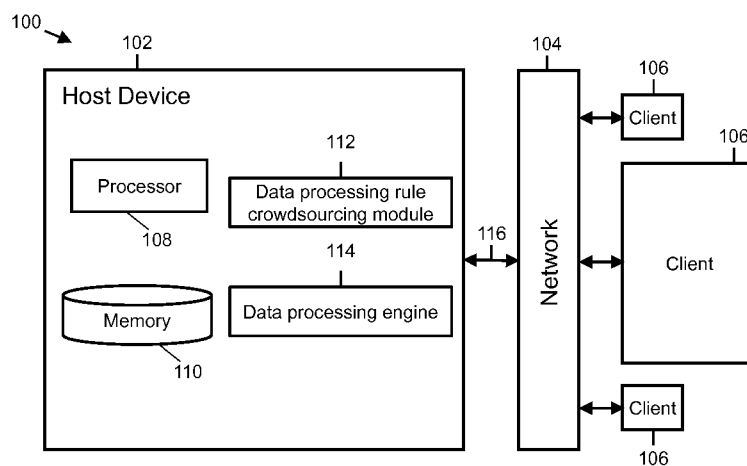 100
102
104
106
Host Device
Client
106
112
Processor
Data processing rule
crowdsourcing module
108
116
114
Network
Client
Memory
Data processing engine
110
Client
106